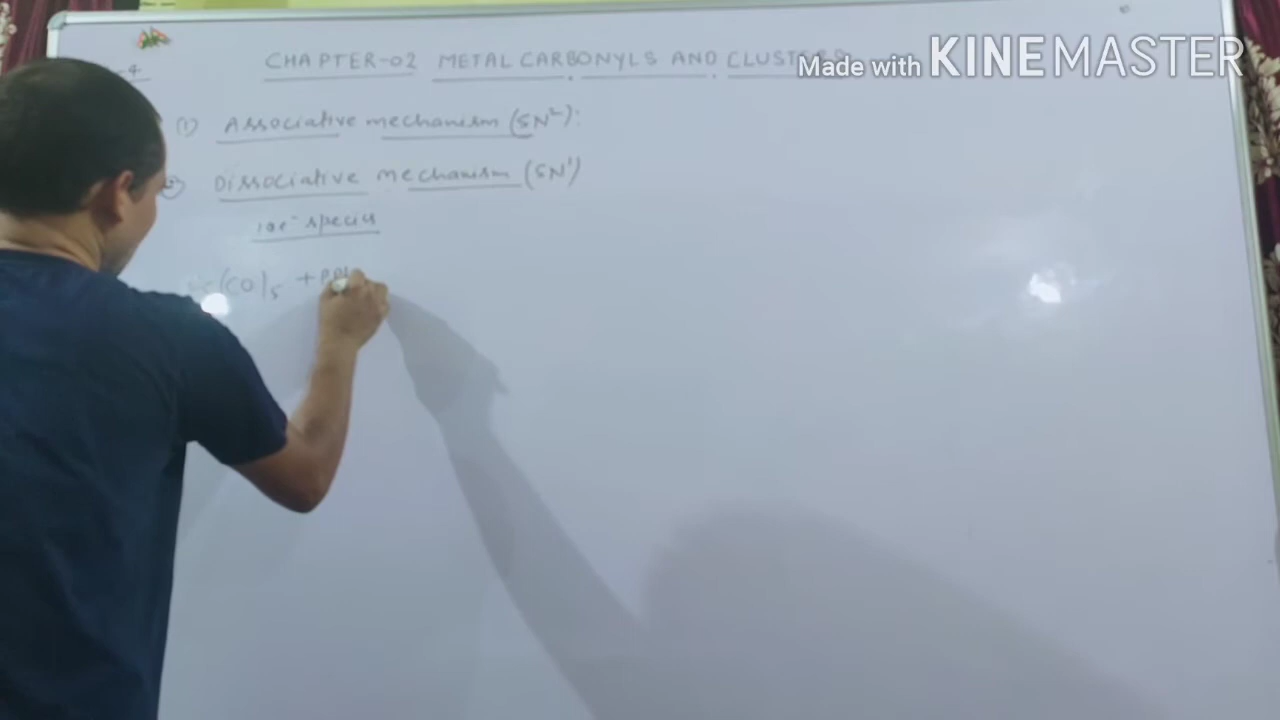 CHAPTER-02 METAL CARBONYLS AND CLUSTERS
Made with KINEMASTER
-4
(1) Associative mechanism (SN²):
Dissociative mechanism (SN¹)
18e⁻ species
(CO)₅ + PPh